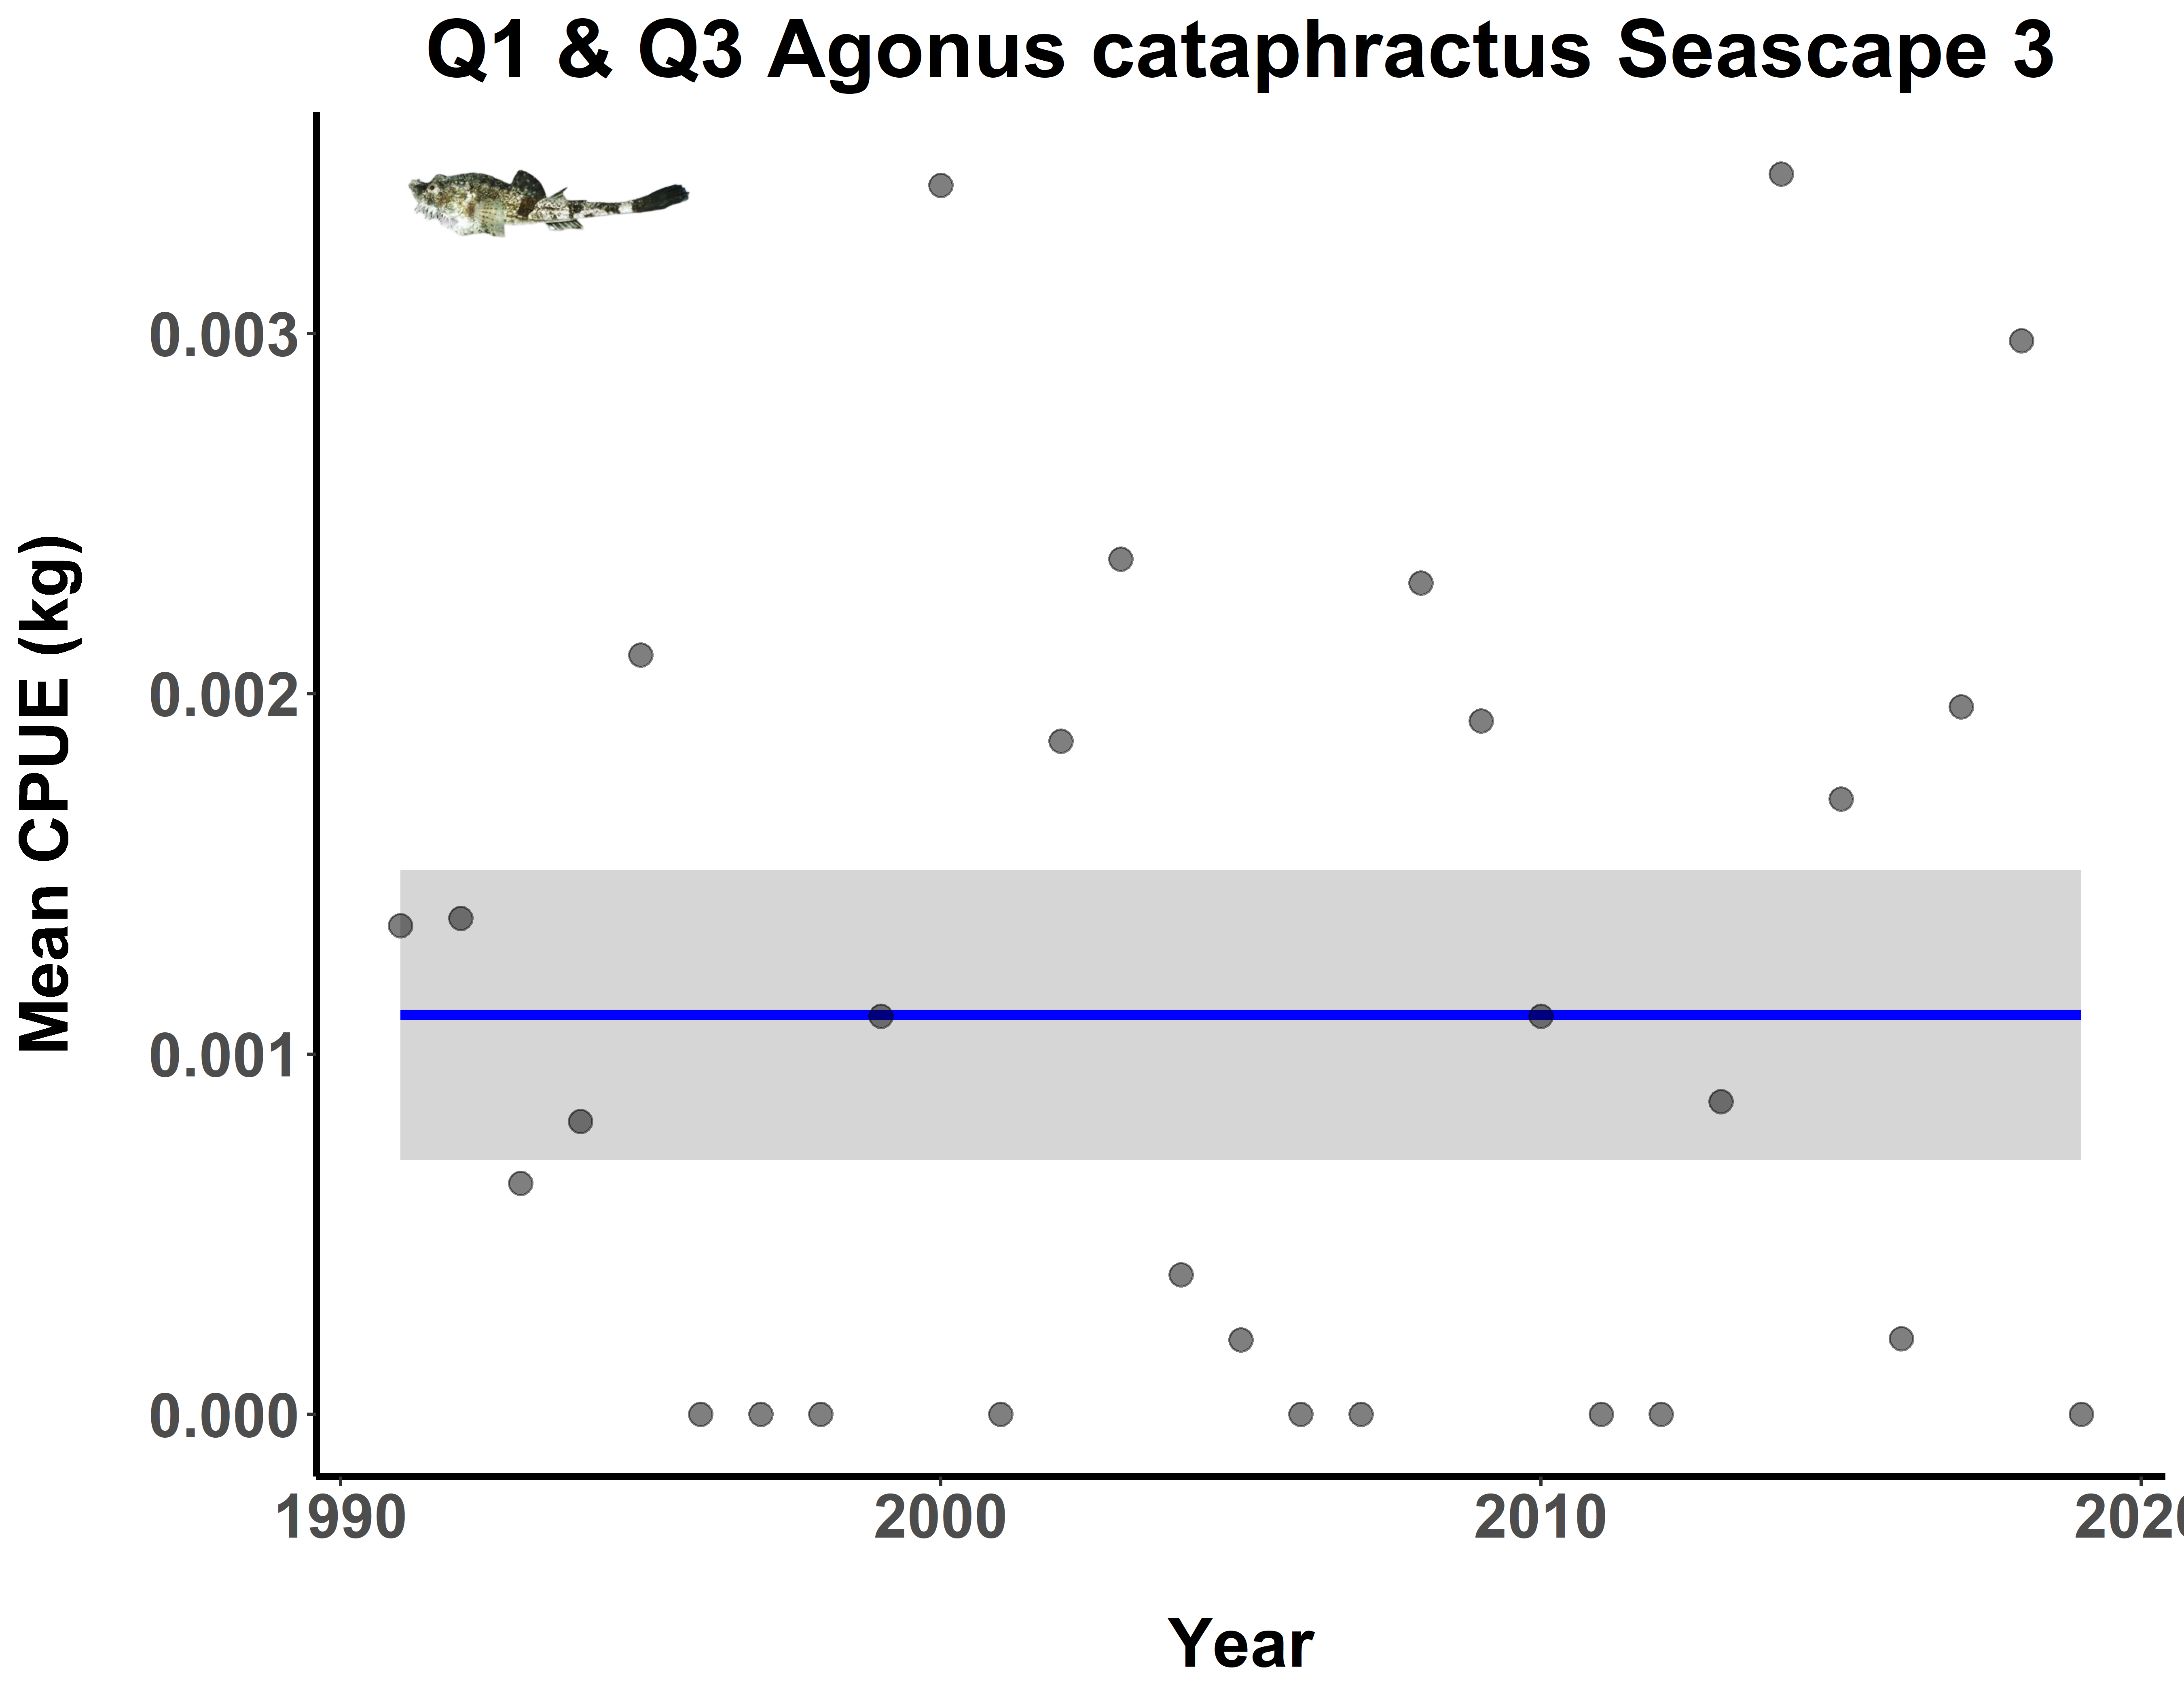 Q1 & Q3 Agonus cataphractus Seascape 3
Mean CPUE (kg)
0.003
0.002
0.001
0.000
1990 2000 2010 202
Year